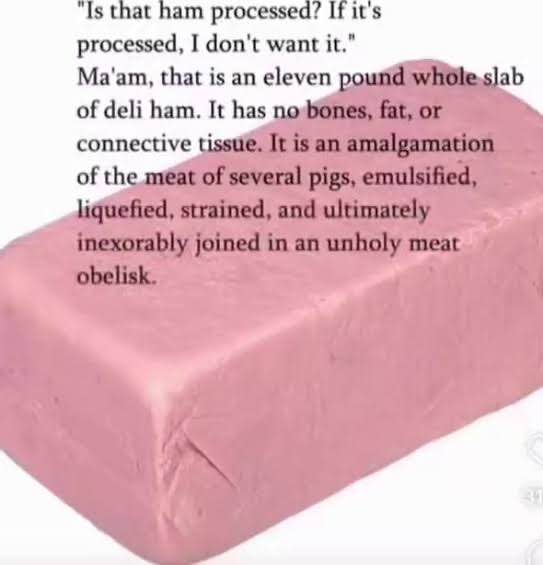 "Is that ham processed? If it's
processed, I don't want it."
Ma'am, that is an eleven pound whole slab
of deli ham. It has no bones, fat, or
connective tissue. It is an amalgamation
of the meat of several pigs, emulsified,
liquefied, strained, and ultimately
inexorably joined in an unholy meat
obelisk.